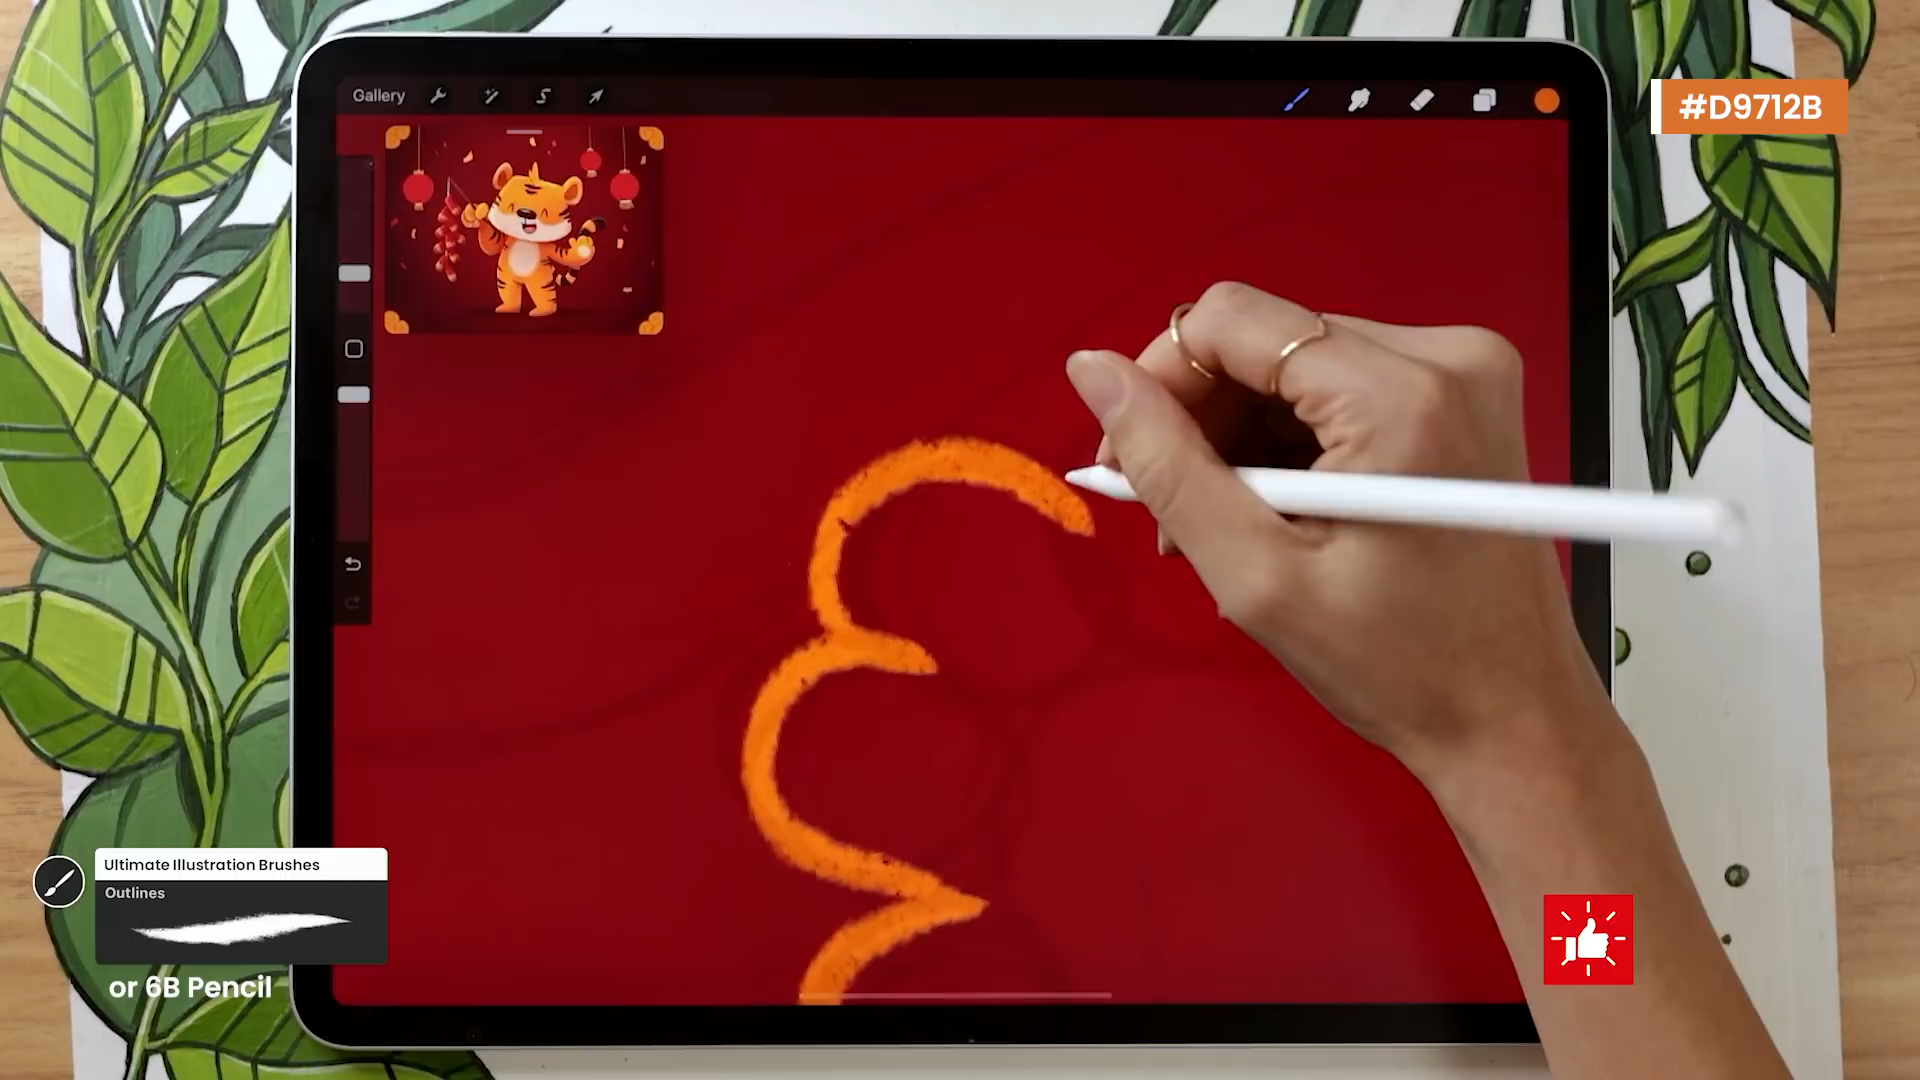 Gallery
#D9712B
Ultimate Illustration Brushes
Outlines
or 6B Pencil